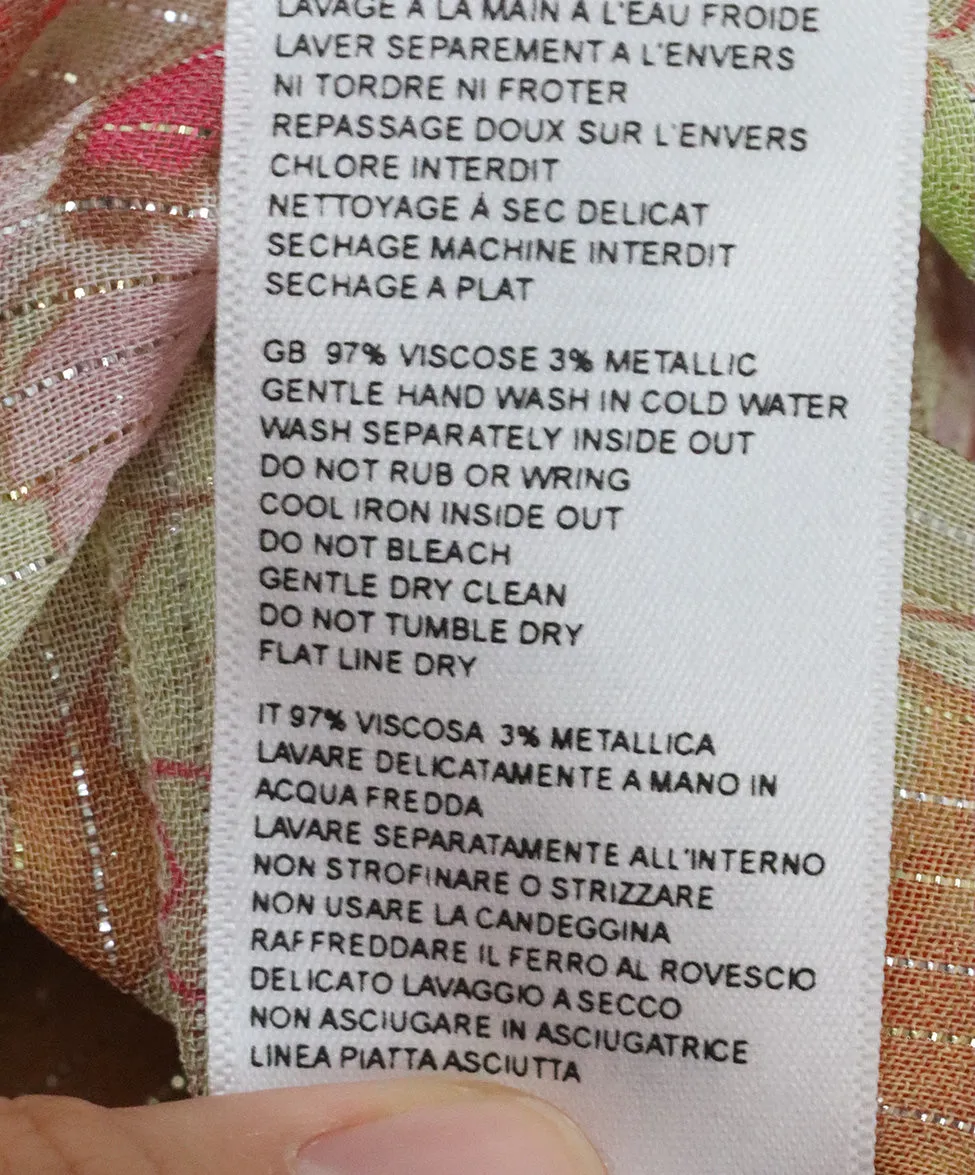 LAVAGE A LA MAIN A L'EAU FROIDE
LAVER SEPAREMENT A L'ENVERS
NI TORDRE NI FROTER
REPASSAGE DOUX SUR L'ENVERS
CHLORE INTERDIT
NETTOYAGE Á SEC DELICAT
SECHAGE MACHINE INTERDIT
SECHAGE A PLAT
GB 97% VISCOSE 3% METALLIC
GENTLE HAND WASH IN COLD WATER
WASH SEPARATELY INSIDE OUT
DO NOT RUB OR WRING
COOL IRON INSIDE OUT
DO NOT BLEACH
GENTLE DRY CLEAN
DO NOT TUMBLE DRY
FLAT LINE DRY
IT 97% VISCOSA 3% METALLICA
LAVARE DELICATAMENTE A MANO IN
ACQUA FREDDA
LAVARE SEPARATAMENTE ALL'INTERNO
NON STROFINARE O STRIZZARE
NON USARE LA CANDEGGINA
RAFFREDDARE IL FERRO AL ROVESCIO
DELICATO LAVAGGIO A SECCO
NON ASCIUGARE IN ASCIUGATRICE
LINEA PIATTA ASCIUTTA